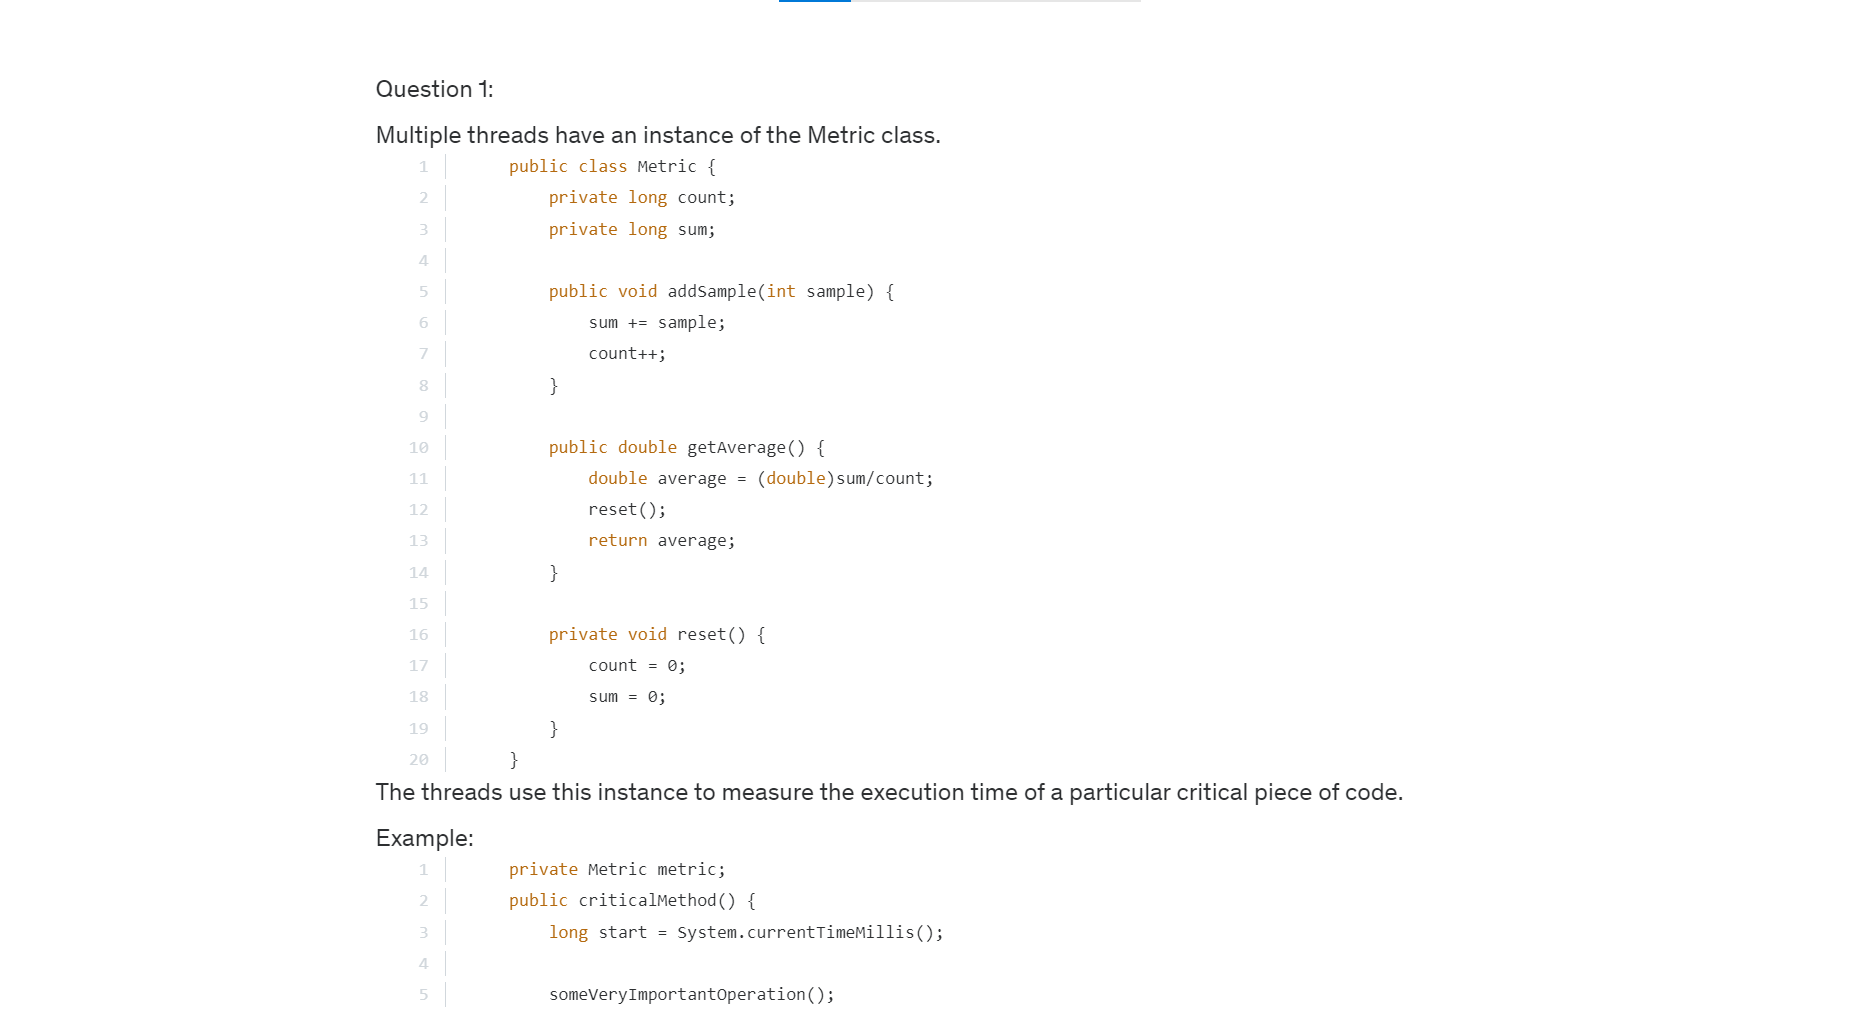 Question 1:
Multiple threads have an instance of the Metric class.
1 public class Metric {
2 private long count;
3 private long sum;
4
5 public void addSample(int sample) {
6 sum += sample;
7 count++;
8 }
9
10 public double getAverage() {
11 double average = (double)sum/count;
12 reset();
13 return average;
14 }
15
16 private void reset() {
17 count = 0;
18 sum = 0;
19 }
20 }
The threads use this instance to measure the execution time of a particular critical piece of code.
Example:
1 private Metric metric;
2 public criticalMethod() {
3 long start = System.currentTimeMillis();
4
5 someVeryImportantOperation();